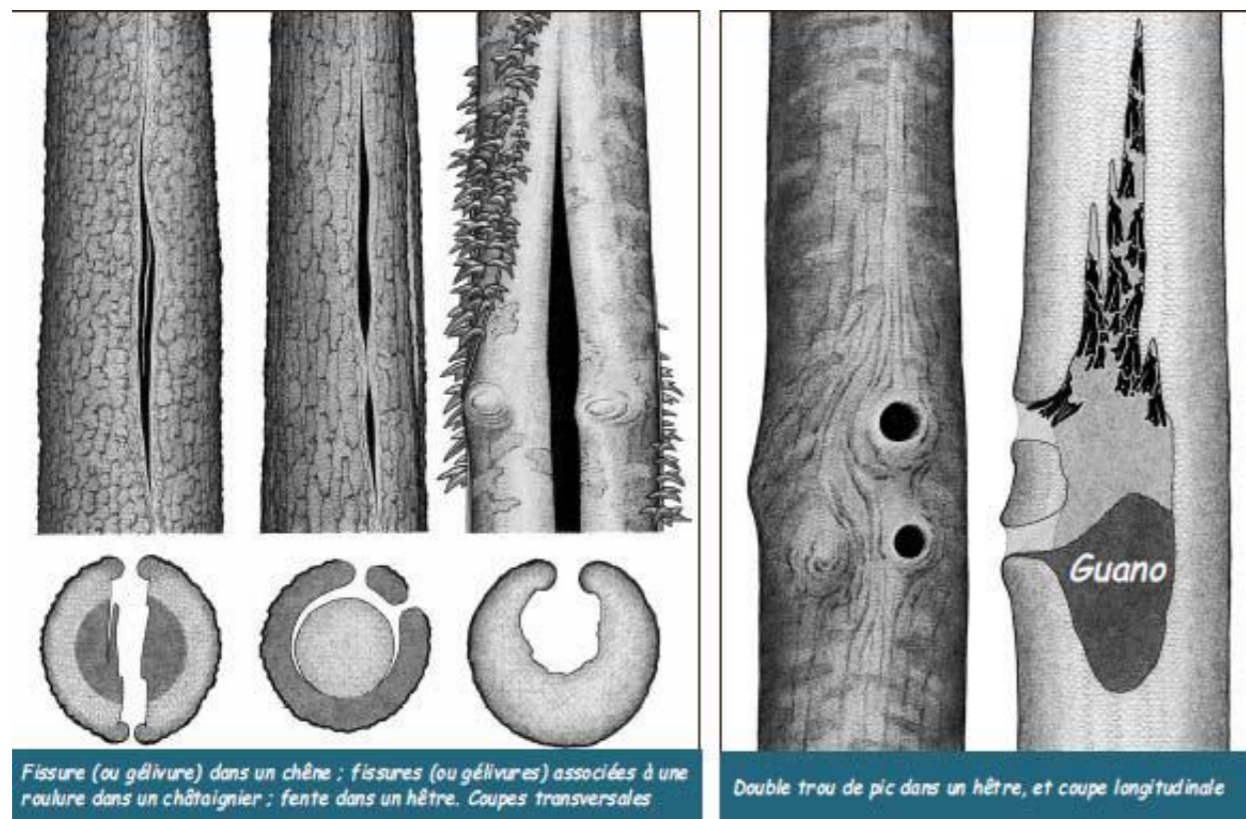 Guano
Fissure (ou gélivure) dans un chêne ; fissures (ou gélivures) associées à une
roulure dans un châtaignier ; fente dans un hêtre. Coupes transversales
Double trou de pic dans un hêtre, et coupe longitudinale